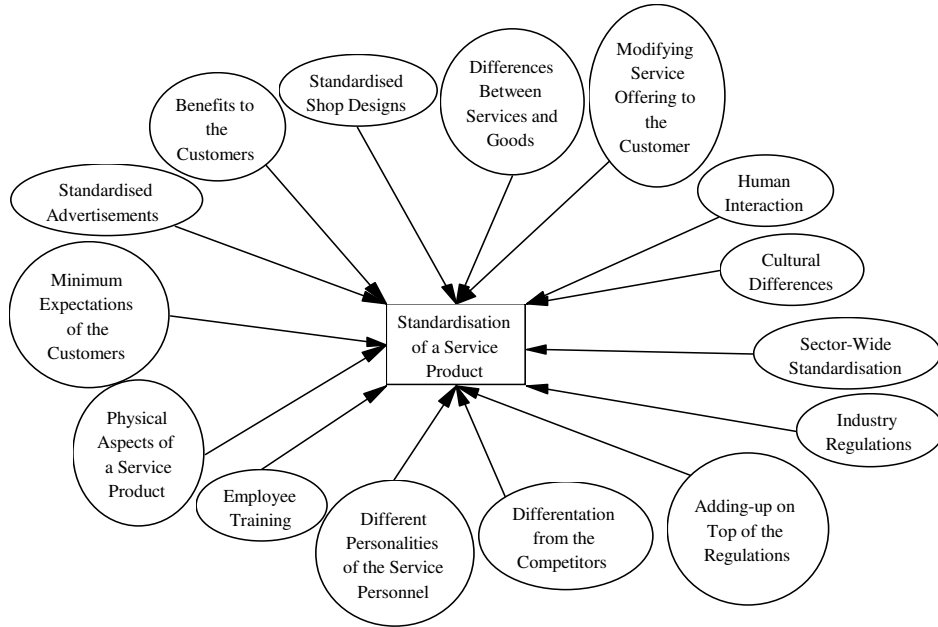 Standardised
Shop Designs
Differences
Between
Services and
Goods
Modifying
Service
Offering to
the
Customer
Benefits to
the
Customers
Human
Interaction
Standardised
Advertisements
Cultural
Differences
Minimum
Expectations
of the
Customers
Standardisation
of a Service
Product
Sector-Wide
Standardisation
Physical
Aspects of
a Service
Product
Industry
Regulations
Employee
Training
Different
Personalities
of the Service
Personnel
Differentation
from the
Competitors
Adding-up on
Top of the
Regulations